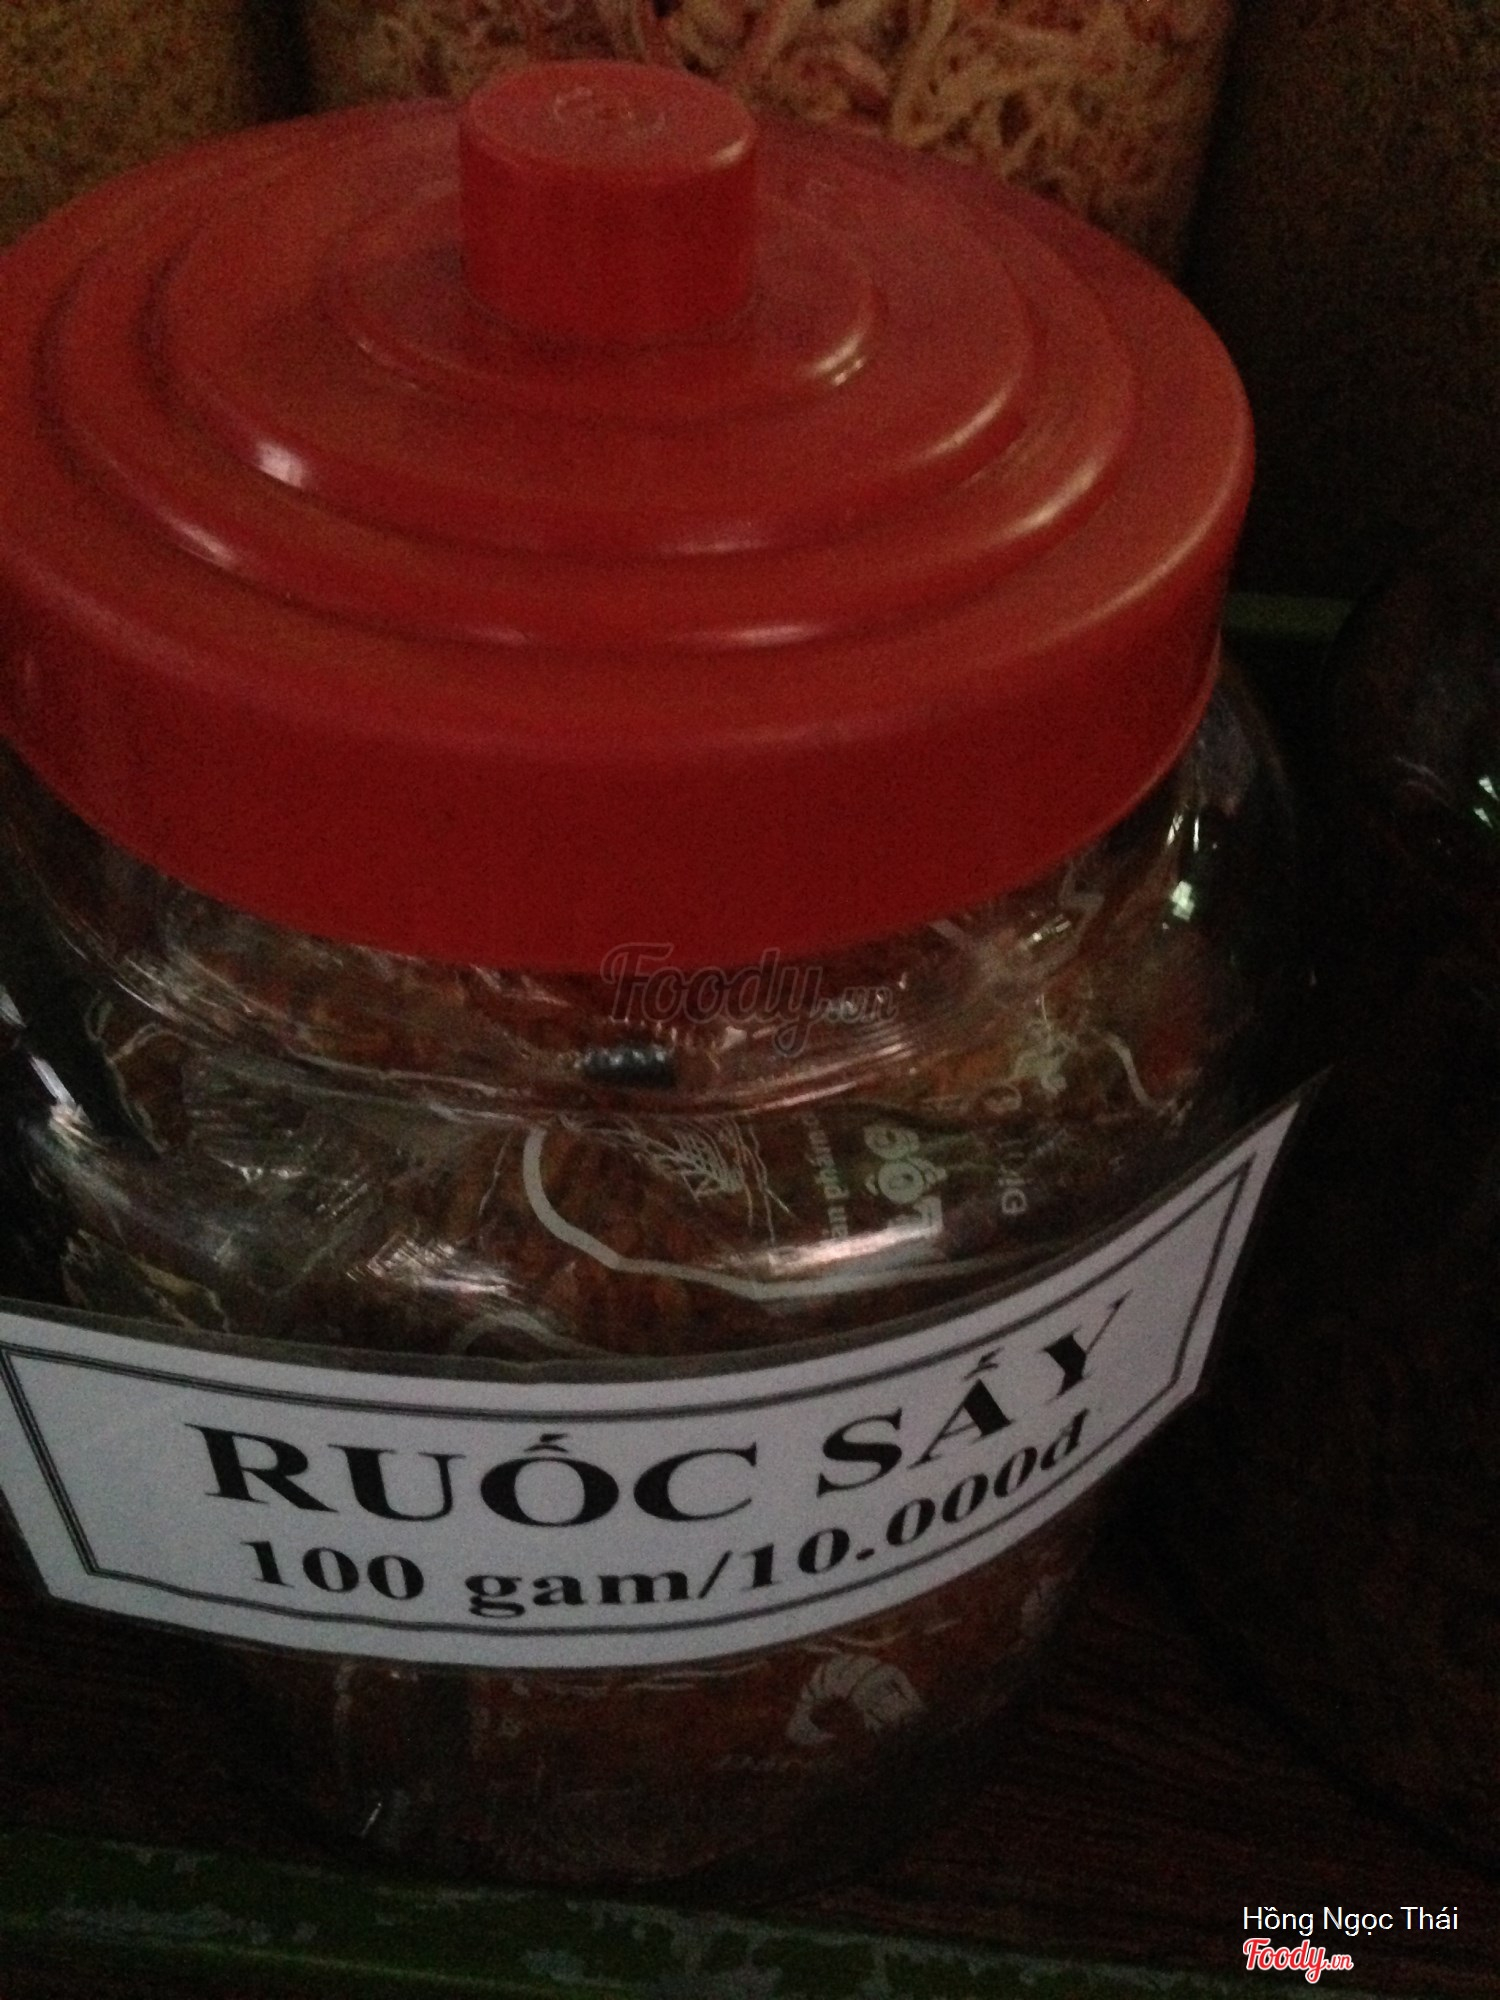 Foody.vn
RUỐC SẤY
100 gam/10.000đ
Hồng Ngọc Thái
Foody.vn